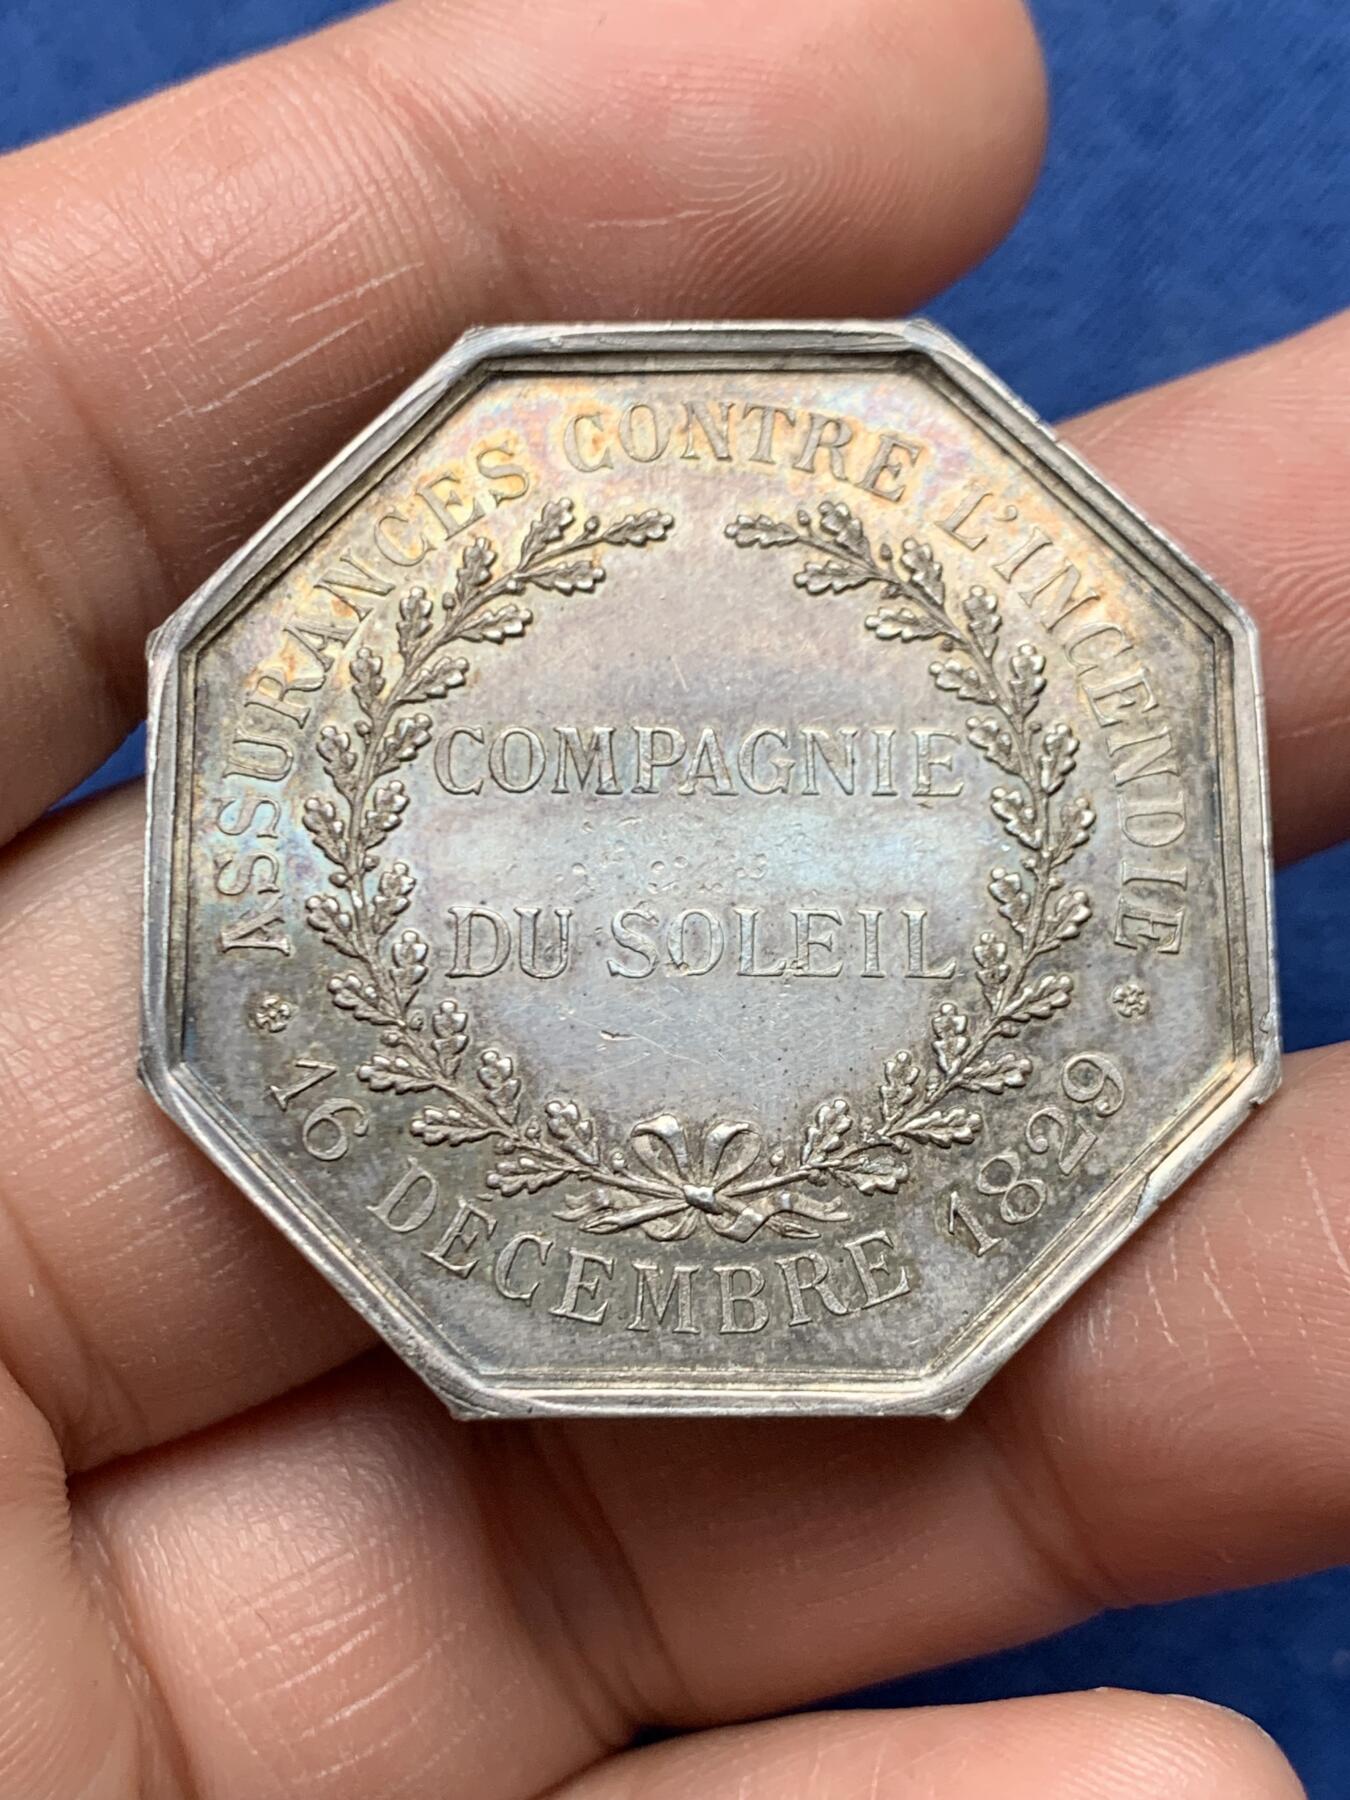 ASSURANCES CONTRE L'INCENDIE
COMPAGNIE
DU SOLEIL
16 DÉCEMBRE 1829